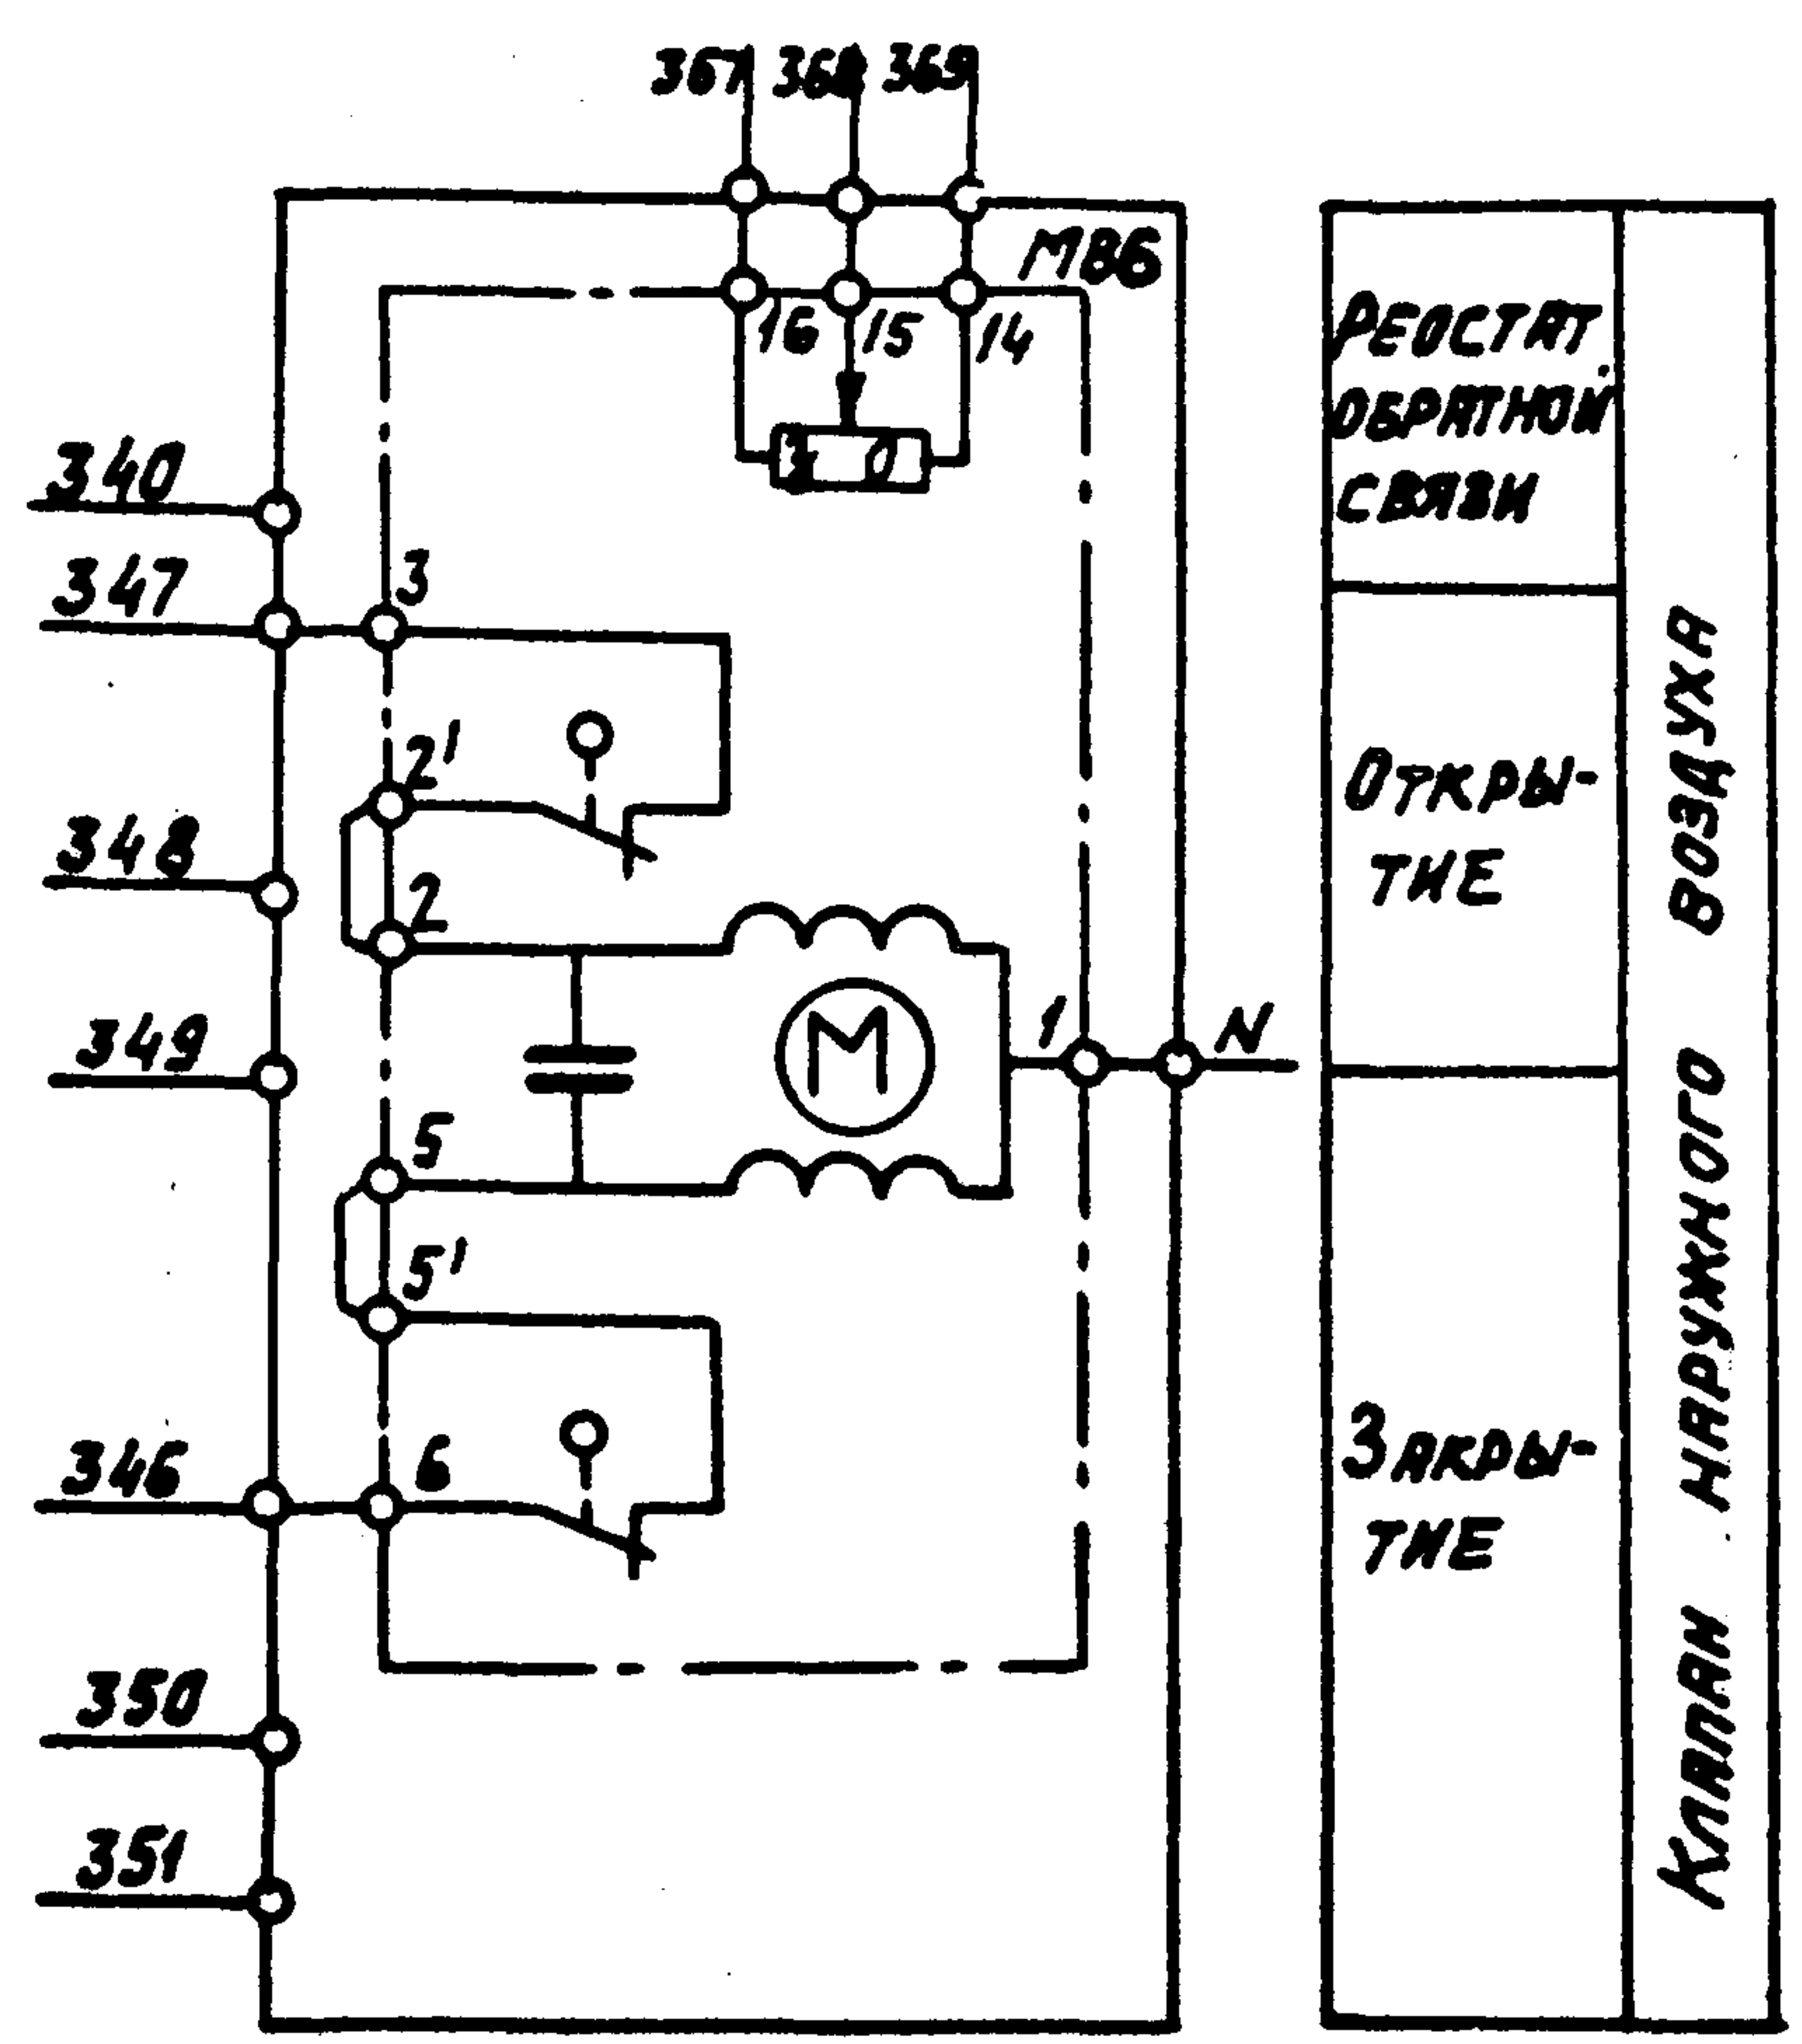 367 368 369
МВ6
16 15 14
З О
340
347
3
2'
348
2
349
М
1
N
5
5'
346
6
350
351
Реостат
обратной
связи
Откры-
тие
Закры-
тие
Клапан наружного воздуха